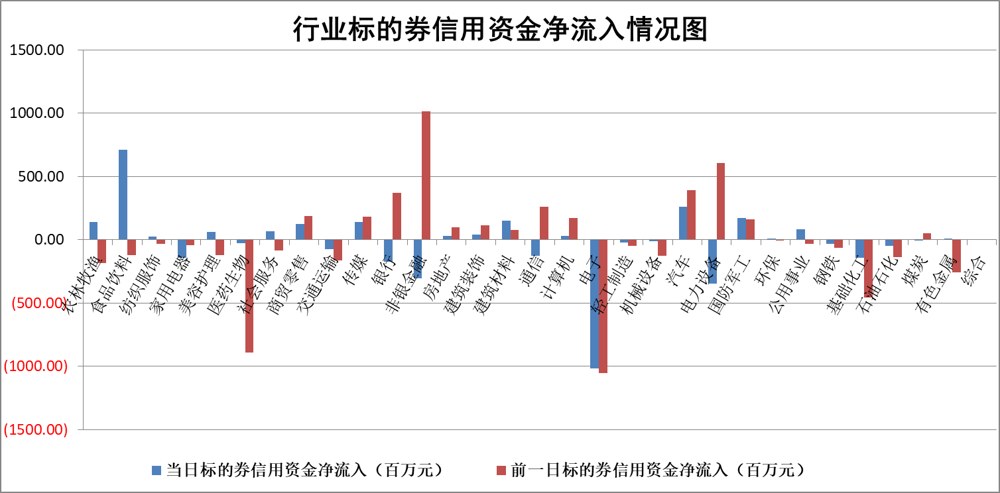 行业标的券信用资金净流入情况图
1500.00
1000.00
500.00
0.00
(500.00)
(1000.00)
(1500.00)
农林牧渔
食品饮料
纺织服饰
家用电器
美容护理
医药生物
社会服务
商贸零售
交通运输
传媒
银行
非银金融
房地产
建筑装饰
建筑材料
通信
计算机
电子
轻工制造
机械设备
汽车
电力设备
国防军工
环保
公用事业
钢铁
基础化工
石油石化
煤炭
有色金属
综合
当日标的券信用资金净流入（百万元）
前一日标的券信用资金净流入（百万元）